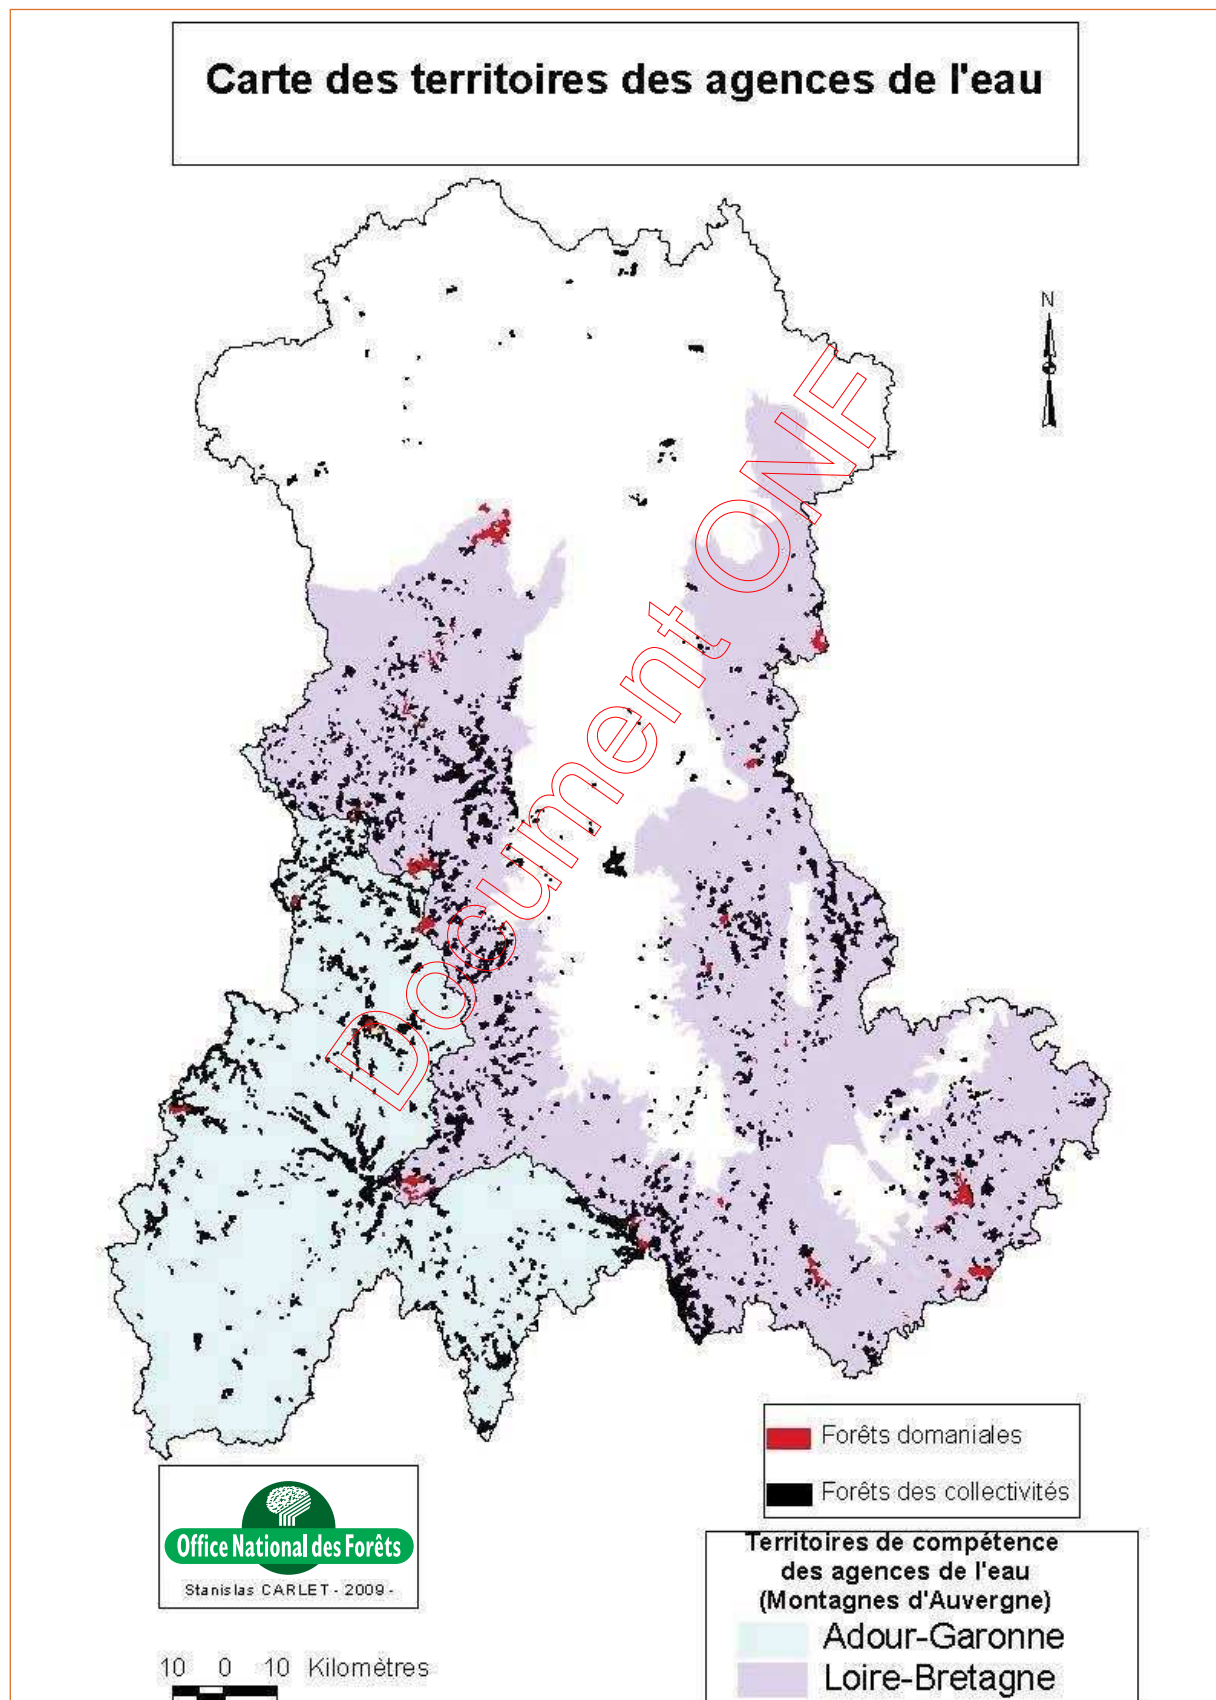 Carte des territoires des agences de l'eau
N
Document ONF
Forêts domaniales
Forêts des collectivités
Office National des Forêts
Stanislas CARLET - 2009 -
Territoires de compétence
des agences de l'eau
(Montagnes d'Auvergne)
Adour-Garonne
Loire-Bretagne
10 0 10 Kilomètres